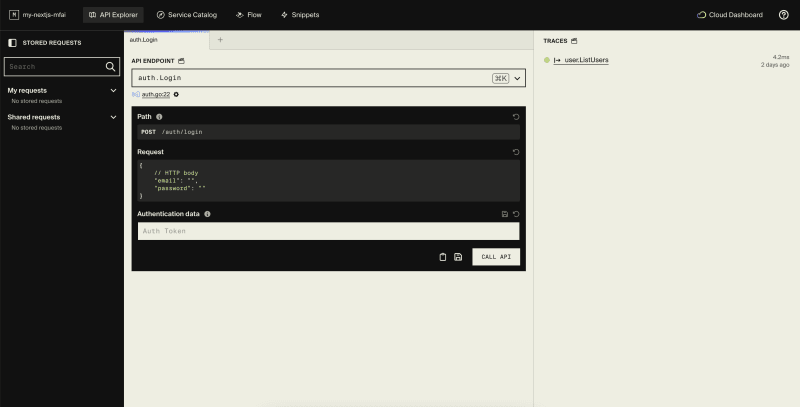 M my-nextjs-mfai
API Explorer
Service Catalog
Flow
Snippets
Cloud Dashboard
?
STORED REQUESTS
Search
My requests
No stored requests
Shared requests
No stored requests
auth.Login
+
API ENDPOINT
auth.Login
⌘K
auth.go:22
Path
POST /auth/login
Request
{
// HTTP body
"email": "",
"password": ""
}
Authentication data
Auth Token
CALL API
TRACES
user.ListUsers
4.2ms
2 days ago